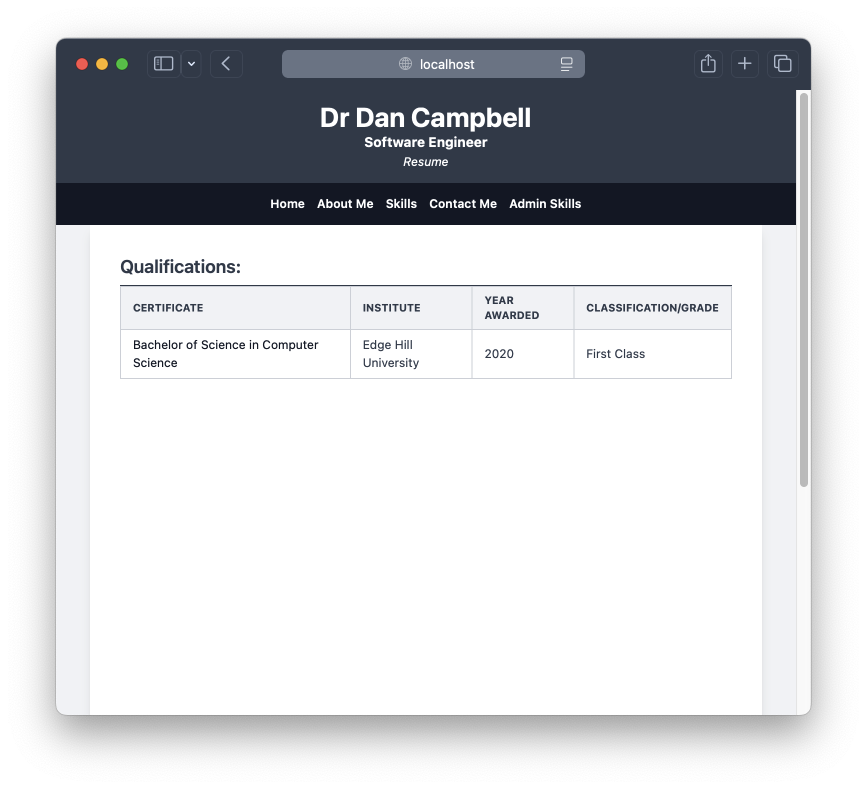 localhost
Dr Dan Campbell
Software Engineer
Resume
Home About Me Skills Contact Me Admin Skills
Qualifications:
CERTIFICATE INSTITUTE YEAR AWARDED CLASSIFICATION/GRADE
Bachelor of Science in Computer Science Edge Hill University 2020 First Class